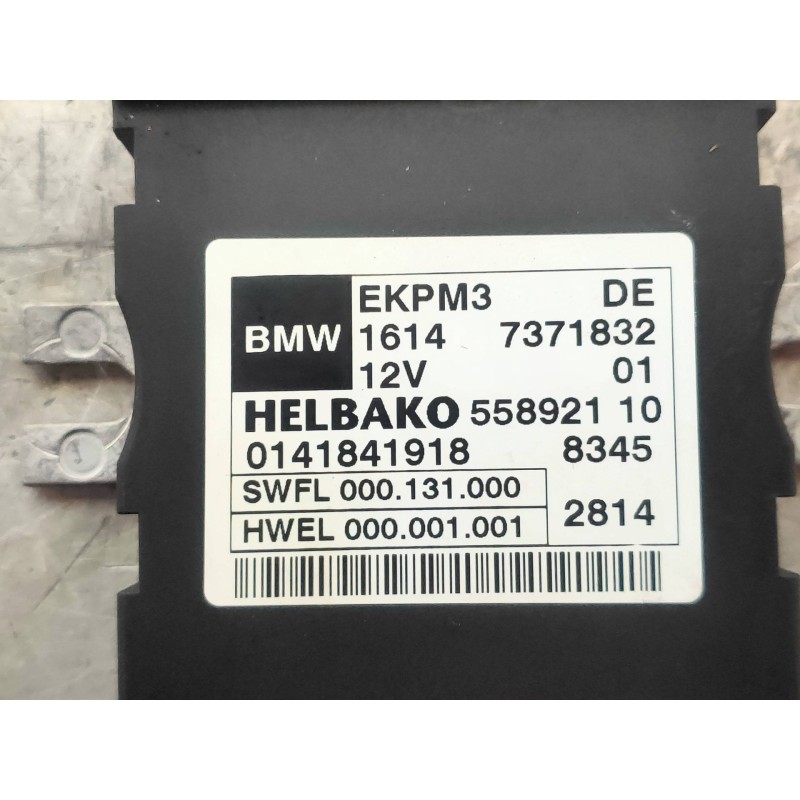 EKPM3 DE
BMW 1614 7371832
12V 01
HELBAKO 558921 10
0141841918 8345
SWFL 000.131.000
HWEL 000.001.001 2814